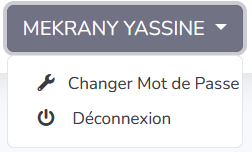 MEKRANY YASSINE
Changer Mot de Passe
Déconnexion